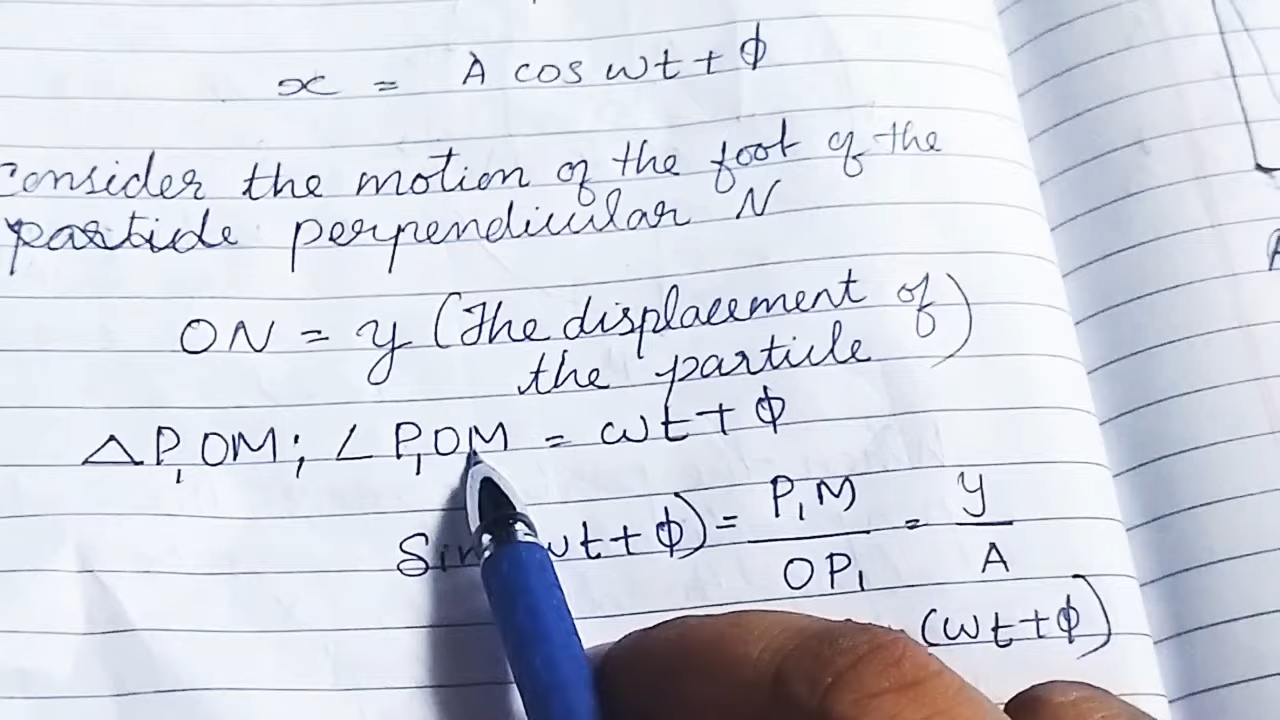 x = A cos ωt + ϕ
Consider the motion of the foot of the
particle perpendicular N
ON = y (The displacement of
the particle)
△P₁OM; ∠P₁OM = ωt + ϕ
Sin(ωt + ϕ) = P₁M / OP₁ = y / A
(ωt + ϕ)